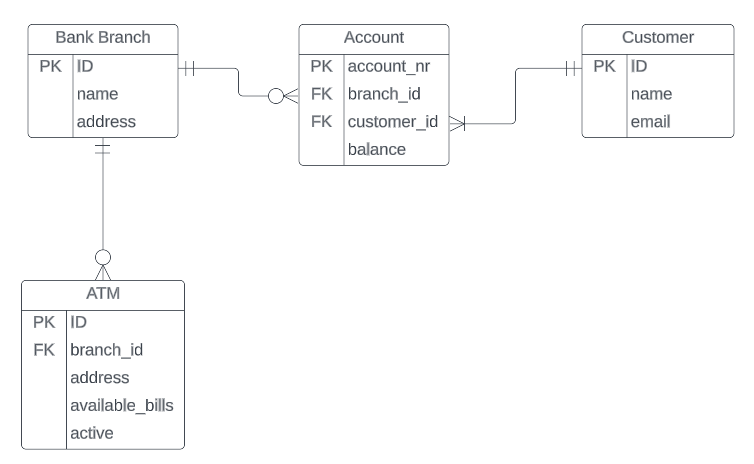 Bank Branch
PK ID
name
address
Account
PK account_nr
FK branch_id
FK customer_id
balance
Customer
PK ID
name
email
ATM
PK ID
FK branch_id
address
available_bills
active